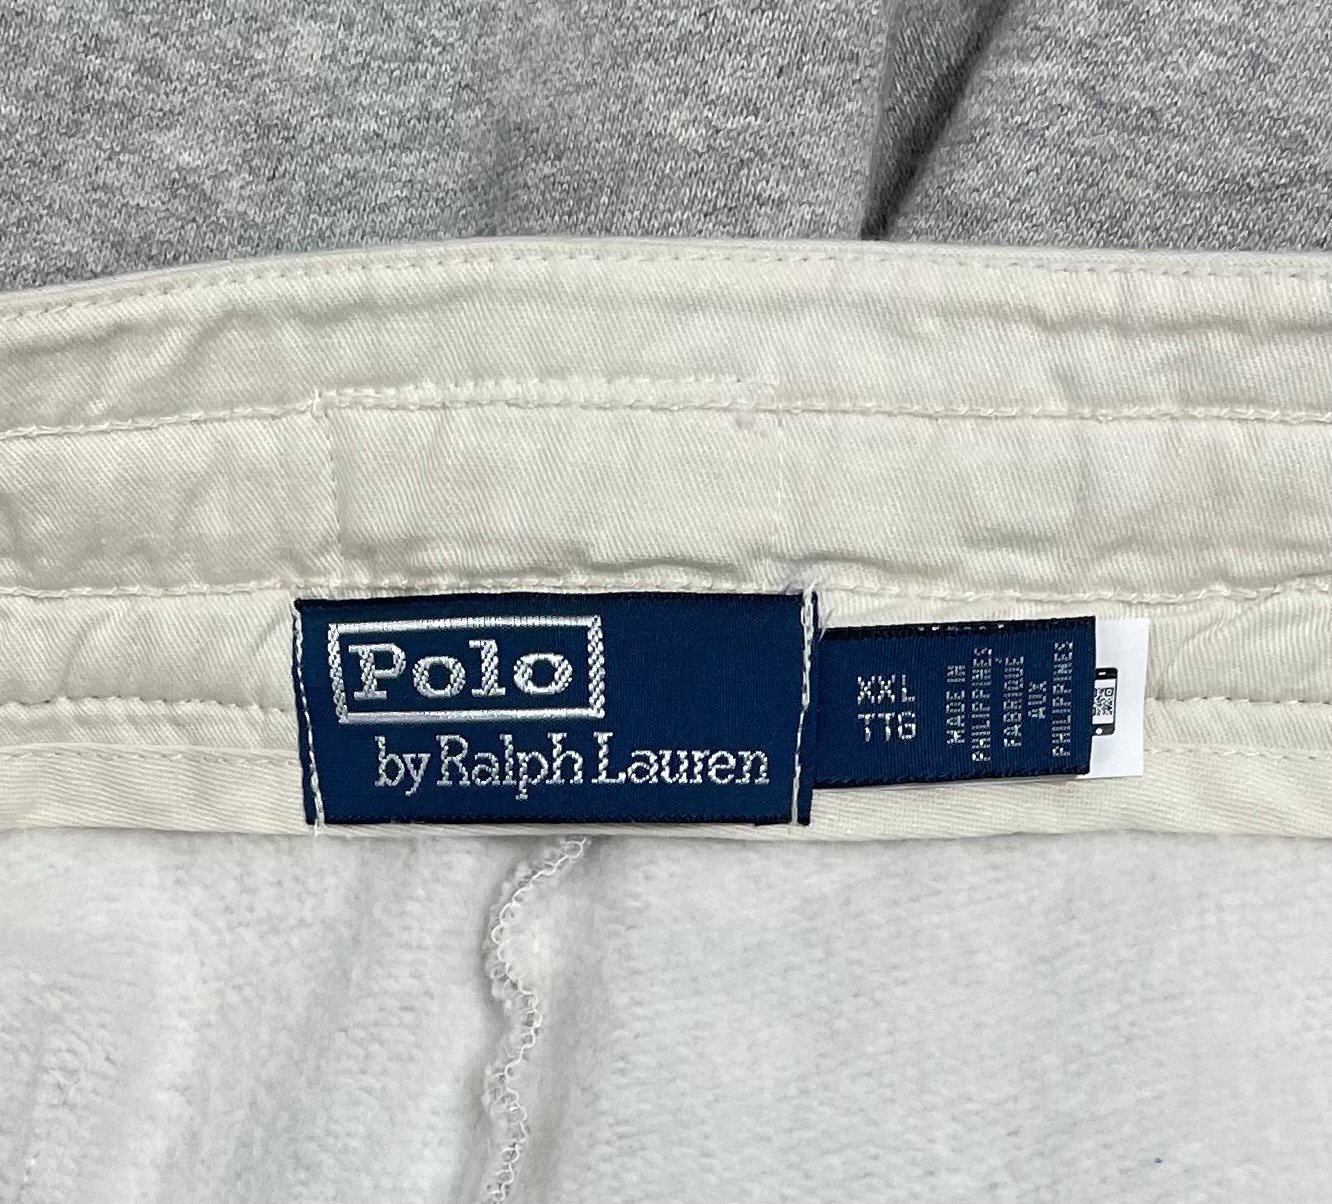 Polo
by Ralph Lauren
XXL
TTG
MADE IN
PHILIPPINES
FABRIQUÉ
AUX
PHILIPPINES